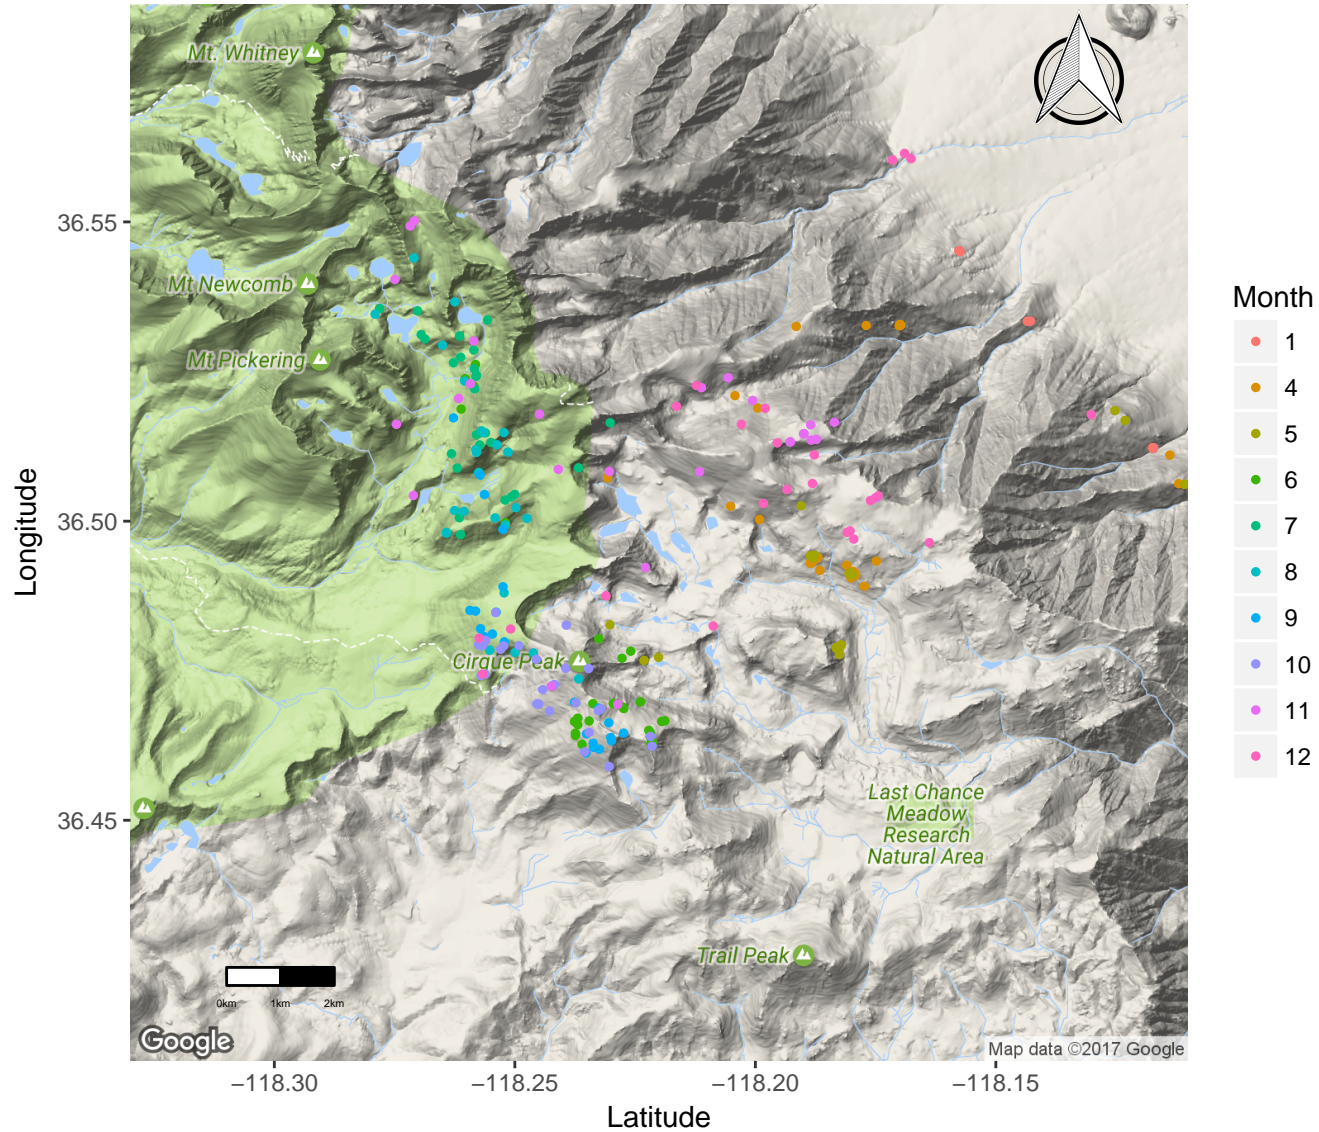 Mt. Whitney
Mt Newcomb
Mt Pickering
Cirque Peak
Last Chance
Meadow
Research
Natural Area
Trail Peak
0km 1km 2km
Google
Map data ©2017 Google
36.55
36.50
36.45
Longitude
−118.30 −118.25 −118.20 −118.15
Latitude
Month
1
4
5
6
7
8
9
10
11
12